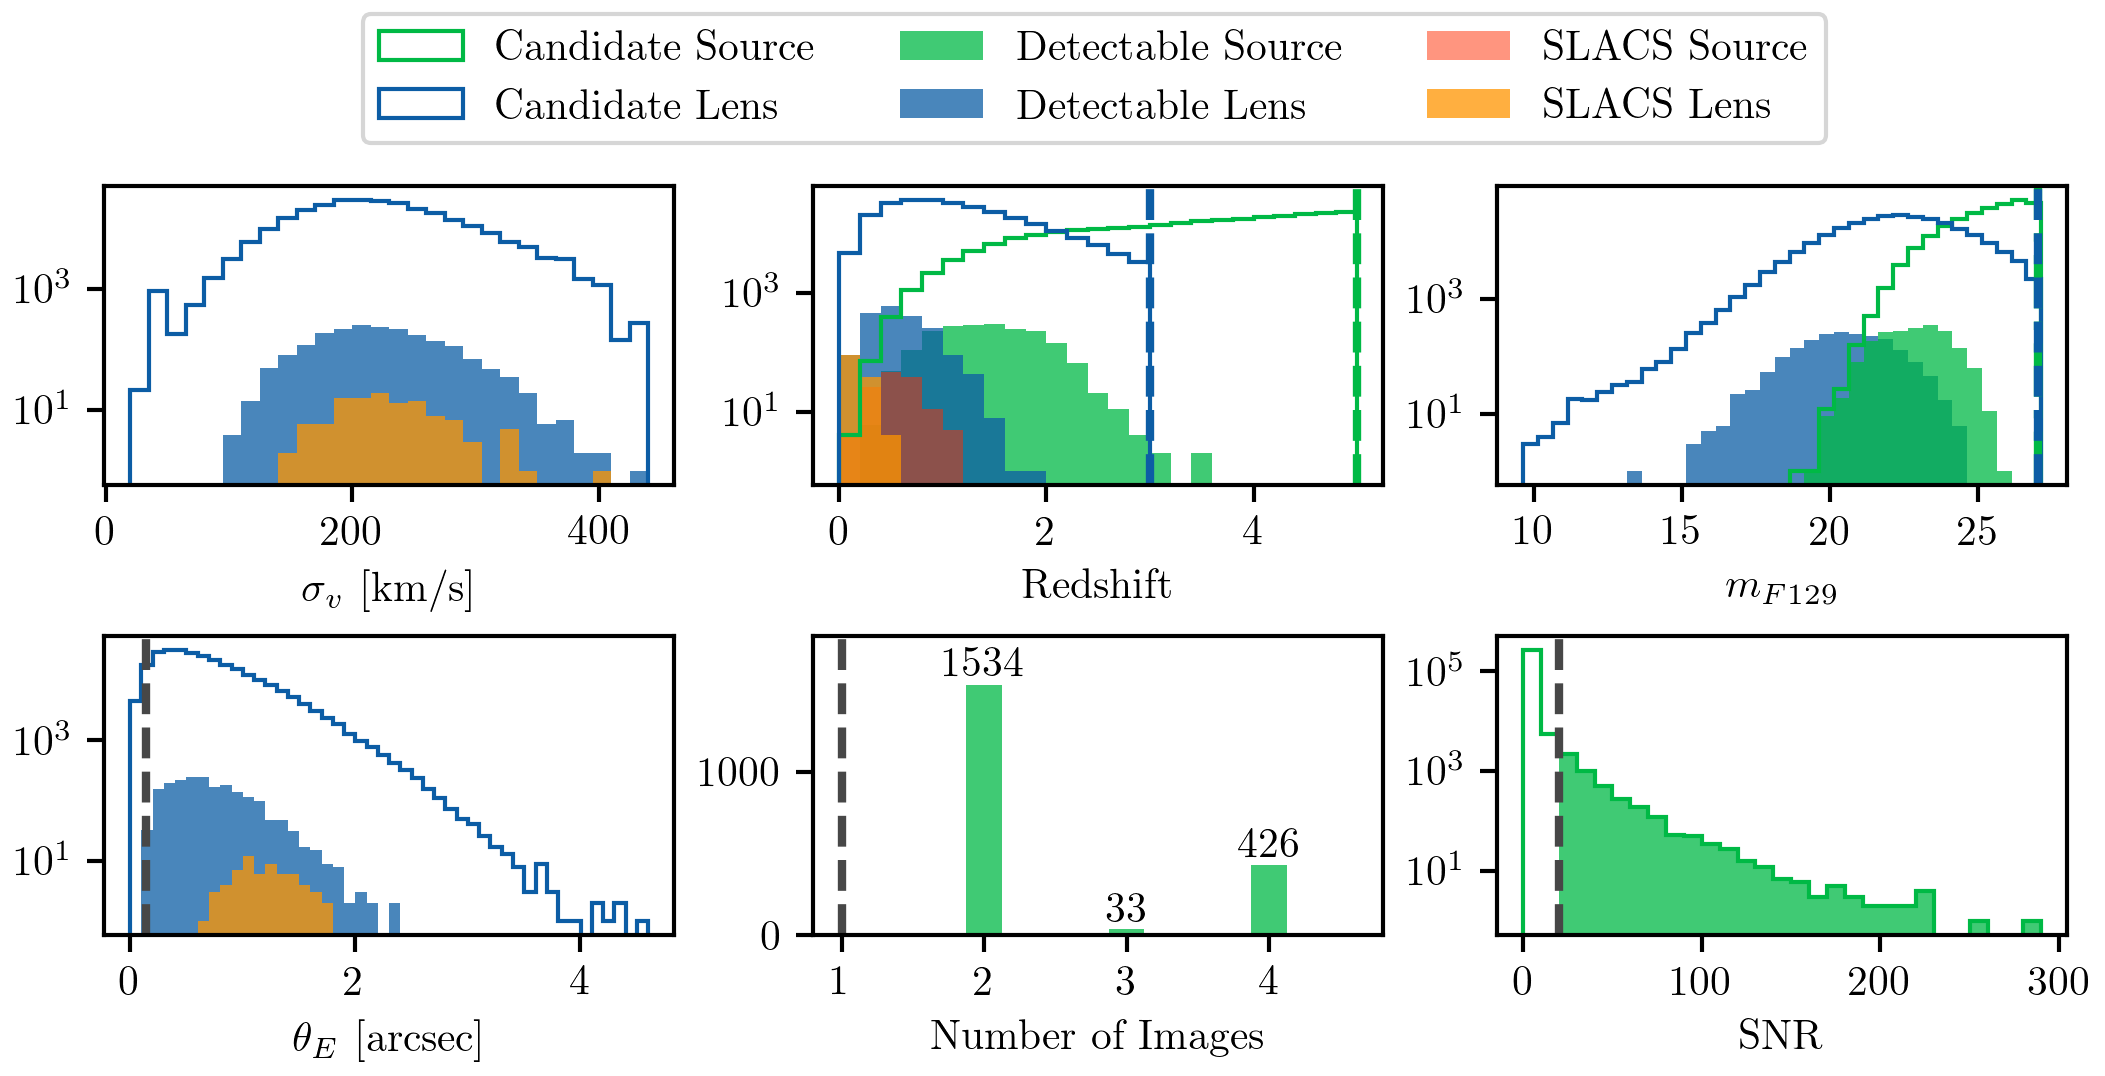 Candidate Source Detectable Source SLACS Source
Candidate Lens Detectable Lens SLACS Lens
10^3
10^1
0 200 400
σ_v [km/s]
10^3
10^1
0 2 4
Redshift
10^3
10^1
10 15 20 25
m_{F129}
10^3
10^1
0 2 4
θ_E [arcsec]
1534
1000
426
33
0
1 2 3 4
Number of Images
10^5
10^3
10^1
0 100 200 300
SNR